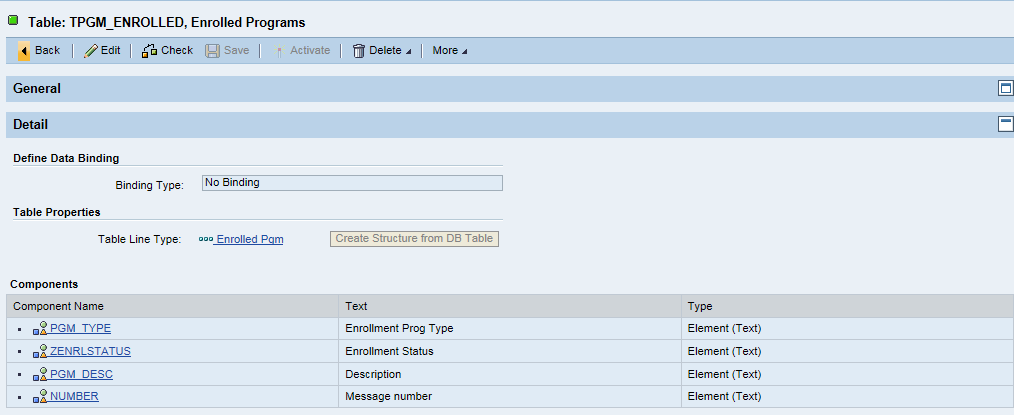 Table: TPGM_ENROLLED, Enrolled Programs
Back Edit Check Save Activate Delete More
General
Detail
Define Data Binding
Binding Type: No Binding
Table Properties
Table Line Type: Enrolled Pgm Create Structure from DB Table
Components
Component Name Text Type
PGM_TYPE Enrollment Prog Type Element (Text)
ZENRLSTATUS Enrollment Status Element (Text)
PGM_DESC Description Element (Text)
NUMBER Message number Element (Text)